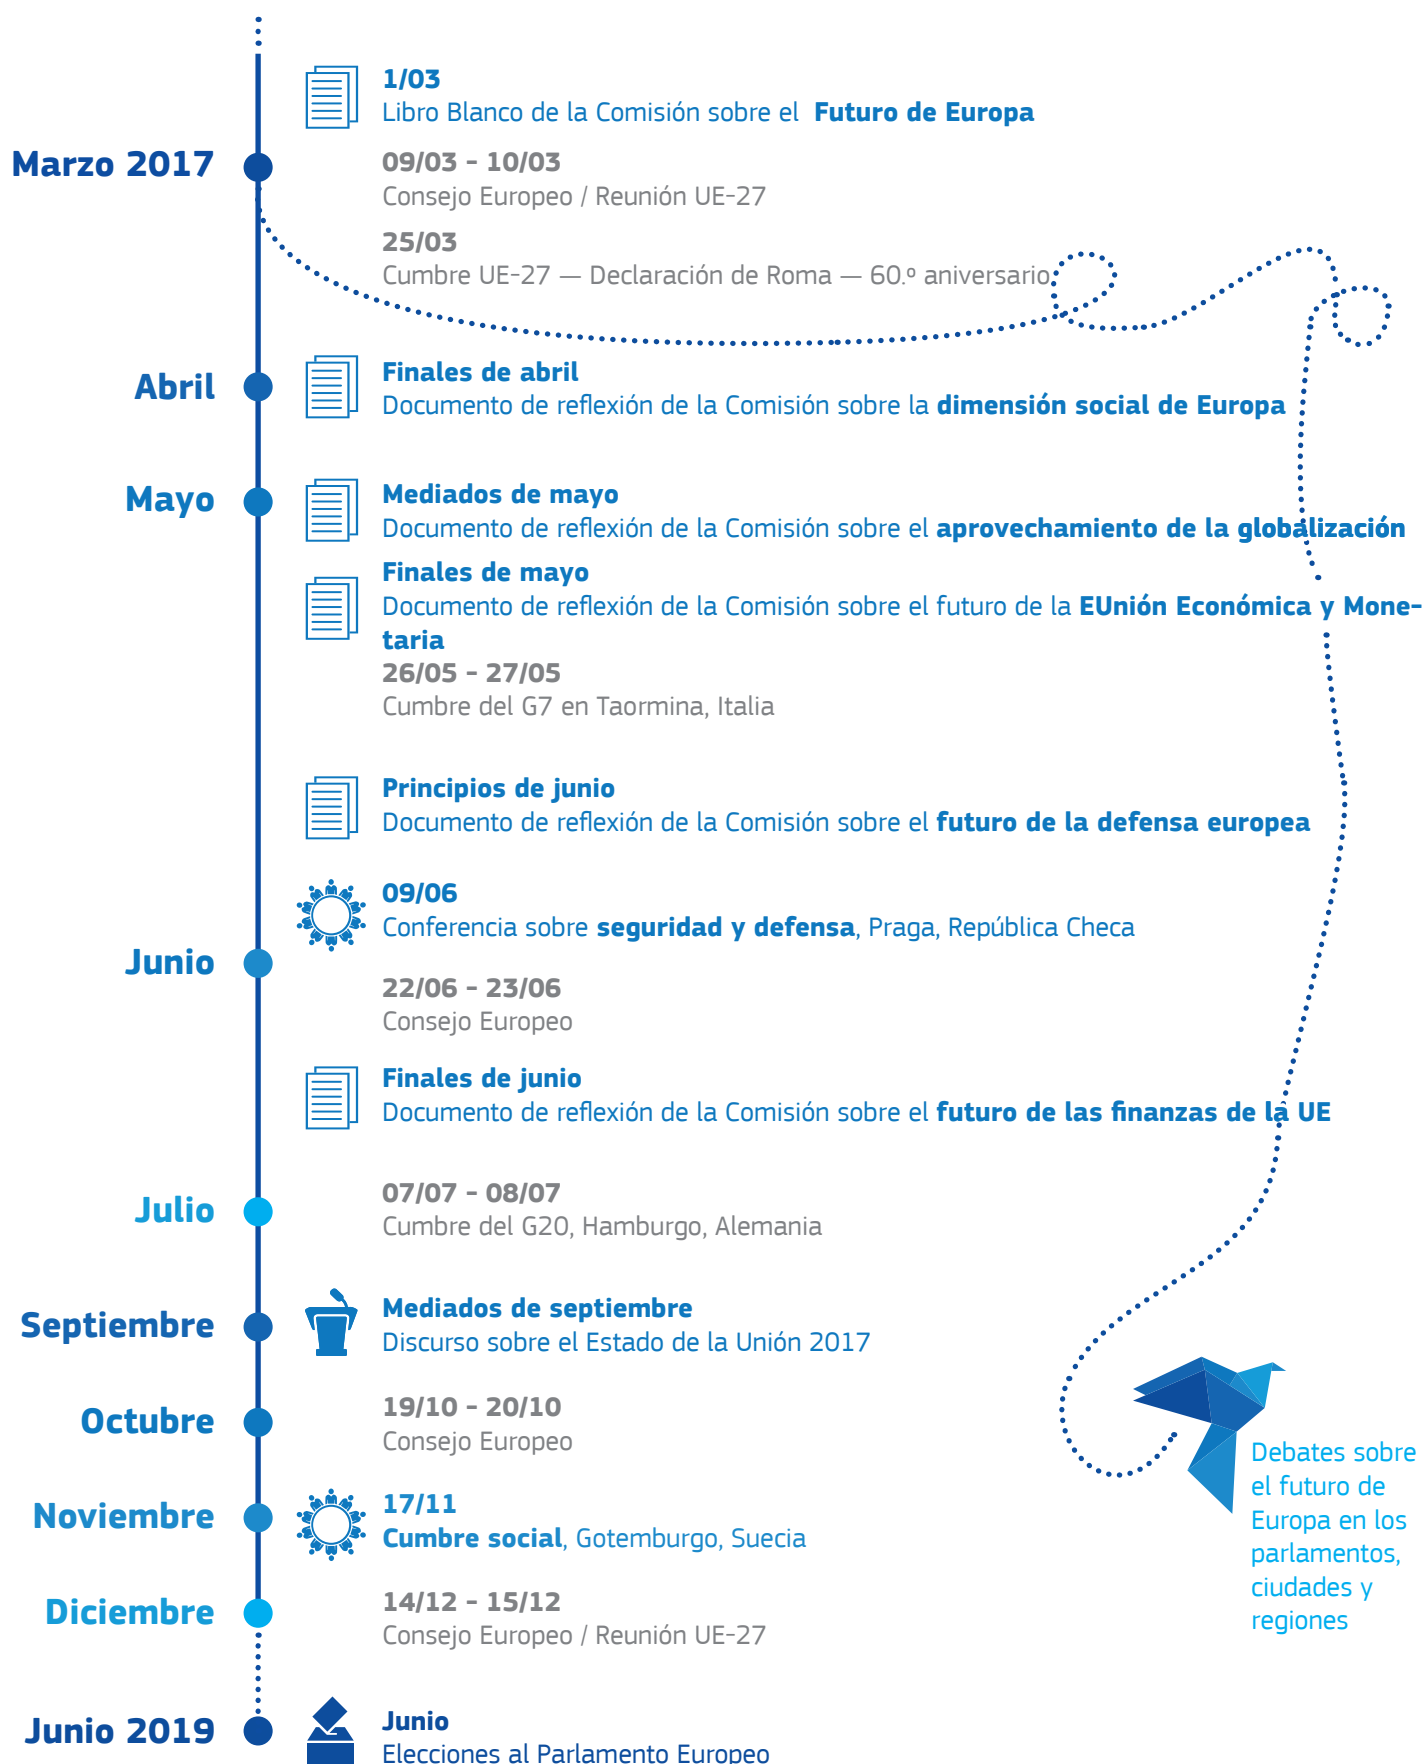 1/03
Libro Blanco de la Comisión sobre el Futuro de Europa
Marzo 2017
09/03 - 10/03
Consejo Europeo / Reunión UE-27
25/03
Cumbre UE-27 — Declaración de Roma — 60.º aniversario
Abril
Finales de abril
Documento de reflexión de la Comisión sobre la dimensión social de Europa
Mayo
Mediados de mayo
Documento de reflexión de la Comisión sobre el aprovechamiento de la globalización
Finales de mayo
Documento de reflexión de la Comisión sobre el futuro de la EUnión Económica y Mone-
taria
26/05 - 27/05
Cumbre del G7 en Taormina, Italia
Principios de junio
Documento de reflexión de la Comisión sobre el futuro de la defensa europea
09/06
Conferencia sobre seguridad y defensa, Praga, República Checa
Junio
22/06 - 23/06
Consejo Europeo
Finales de junio
Documento de reflexión de la Comisión sobre el futuro de las finanzas de la UE
Julio
07/07 - 08/07
Cumbre del G20, Hamburgo, Alemania
Septiembre
Mediados de septiembre
Discurso sobre el Estado de la Unión 2017
Octubre
19/10 - 20/10
Consejo Europeo
Noviembre
17/11
Cumbre social, Gotemburgo, Suecia
Diciembre
14/12 - 15/12
Consejo Europeo / Reunión UE-27
Debates sobre
el futuro de
Europa en los
parlamentos,
ciudades y
regiones
Junio 2019
Junio
Elecciones al Parlamento Europeo